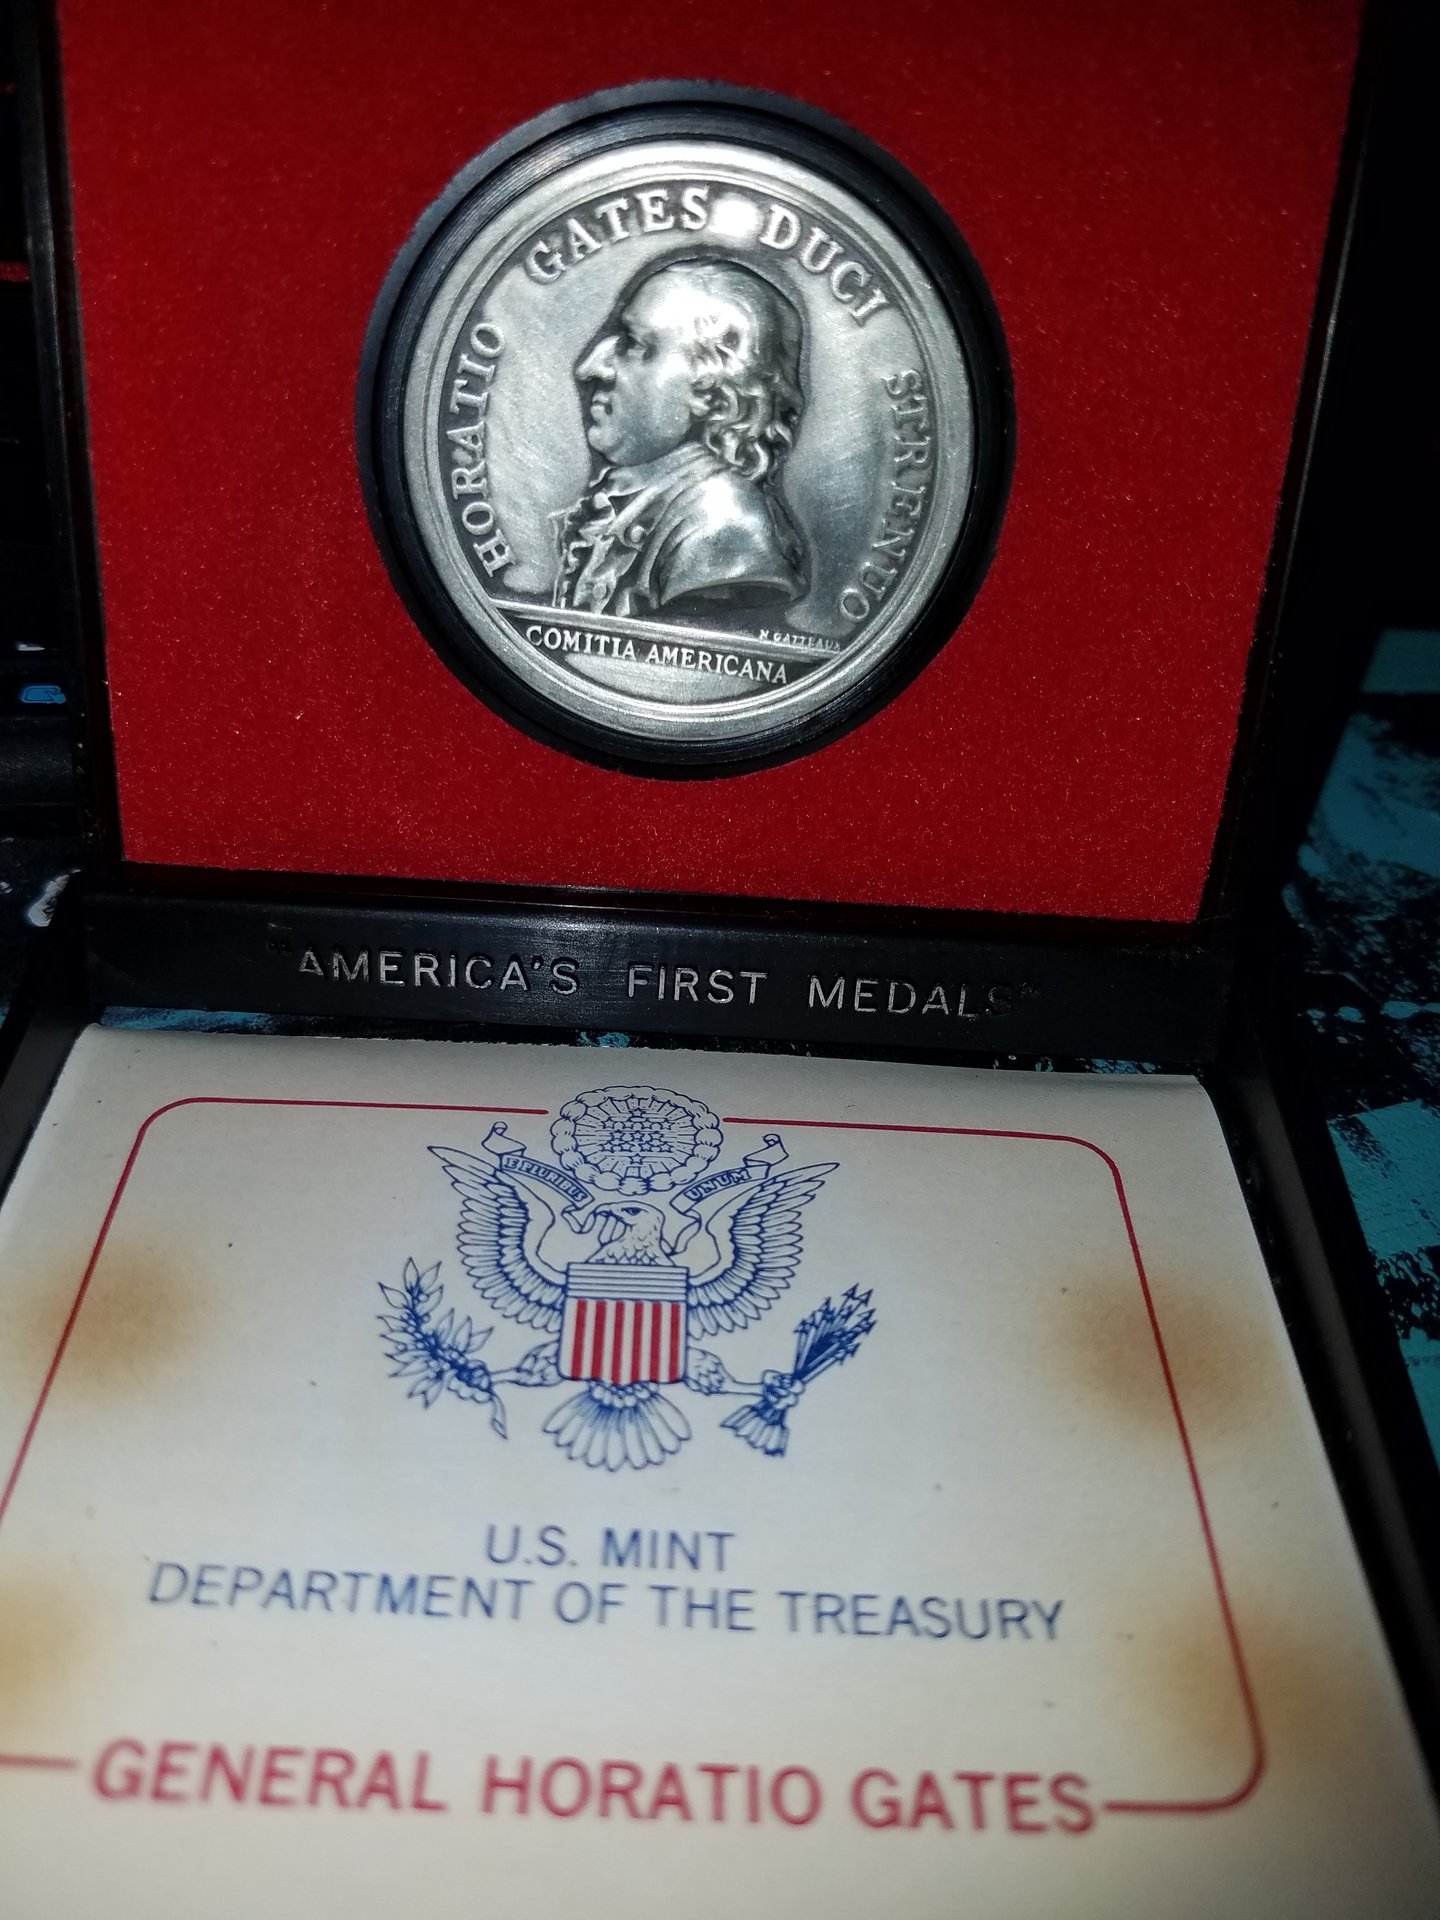 HORATIO GATES DUCI STRENUO
N GATTEAUX
COMITIA AMERICANA
"AMERICA'S FIRST MEDALS"
E PLURIBUS UNUM
U.S. MINT
DEPARTMENT OF THE TREASURY
GENERAL HORATIO GATES